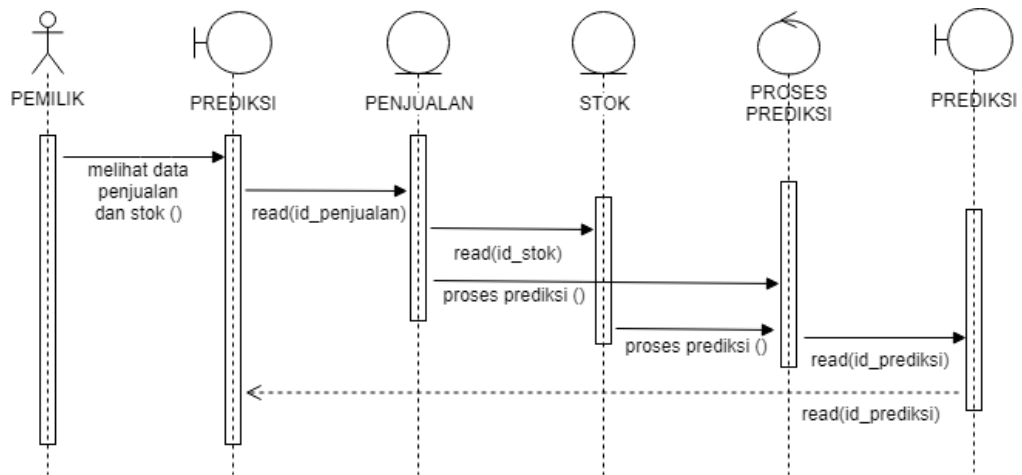 PEMILIK
PREDIKSI
PENJUALAN
STOK
PROSES
PREDIKSI
PREDIKSI
melihat data
penjualan
dan stok ()
read(id_penjualan)
read(id_stok)
proses prediksi ()
proses prediksi ()
read(id_prediksi)
read(id_prediksi)